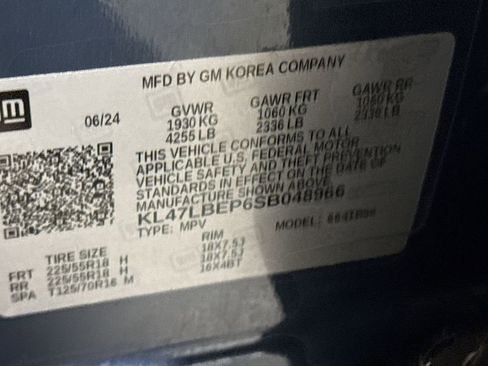 gm
MFD BY GM KOREA COMPANY
06/24 GVWR GAWR FRT GAWR RR
1930 KG 1060 KG 1060 KG
4255 LB 2336 LB 2336 LB
THIS VEHICLE CONFORMS TO ALL
APPLICABLE U.S. FEDERAL MOTOR
VEHICLE SAFETY AND THEFT PREVENTION
STANDARDS IN EFFECT ON THE DATE OF
MANUFACTURE SHOWN ABOVE.
KL47LBEP6SB048966
TYPE: MPV MODEL:
TIRE SIZE RIM
FRT 225/55R18 H 18X7.5J
RR 225/55R18 H 18X7.5J
SPA T125/70R16 M 16X4BT